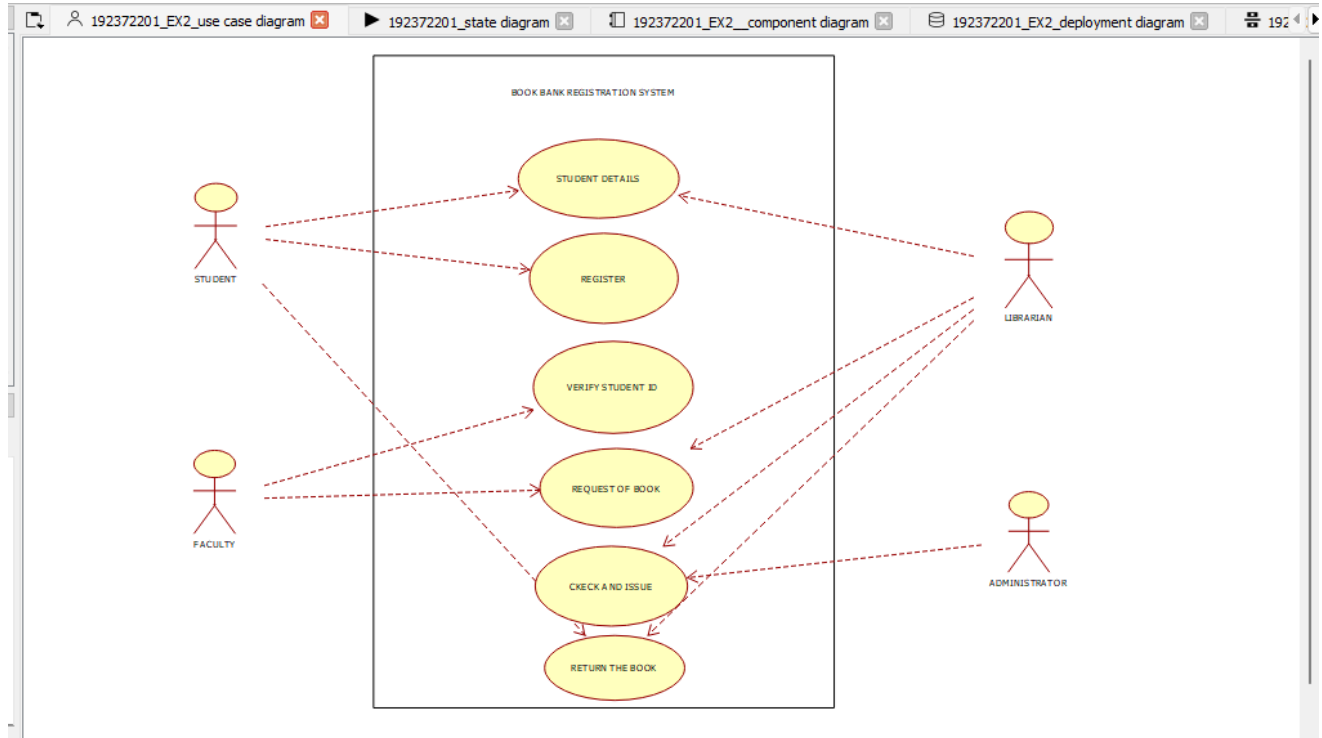 192372201_EX2_use case diagram
192372201_state diagram
192372201_EX2__component diagram
192372201_EX2_deployment diagram
192
BOOK BANK REGISTRATION SYSTEM
STUDENT DETAILS
STUDENT
REGISTER
LIBRARIAN
VERIFY STUDENT ID
REQUEST OF BOOK
FACULTY
CKECK AND ISSUE
ADMINISTRATOR
RETURN THE BOOK